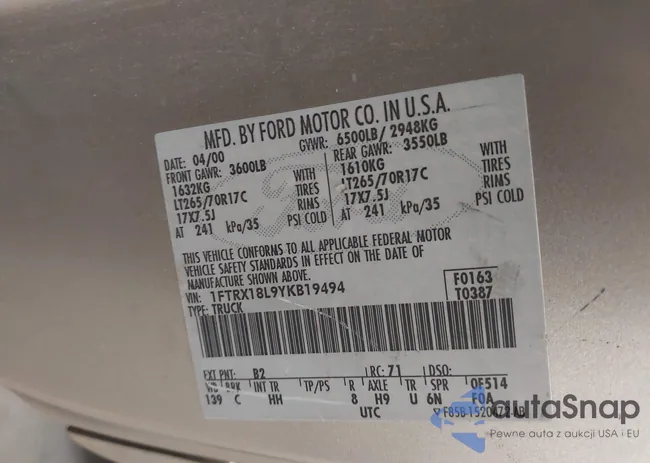 MFD. BY FORD MOTOR CO. IN U.S.A.
DATE: 04/00 GVWR: 6500LB/ 2948KG
FRONT GAWR: 3600LB REAR GAWR: 3550LB
1632KG WITH 1610KG WITH
LT265/70R17C TIRES LT265/70R17C TIRES
17X7.5J RIMS 17X7.5J RIMS
AT 241 kPa/35 PSI COLD AT 241 kPa/35 PSI COLD
THIS VEHICLE CONFORMS TO ALL APPLICABLE FEDERAL MOTOR
VEHICLE SAFETY STANDARDS IN EFFECT ON THE DATE OF
MANUFACTURE SHOWN ABOVE.
VIN: 1FTRX18L9YKB19494 F0163
TYPE: TRUCK T0387
EXT PNT: B2 RC: 71 DSO:
WB BRK INT TR TP/PS R AXLE TR SPR 0F514
139 C HH 8 H9 U 6N F0A
UTC ▽F85B-1520472-AB
autaSnap
Pewne auta z aukcji USA i EU